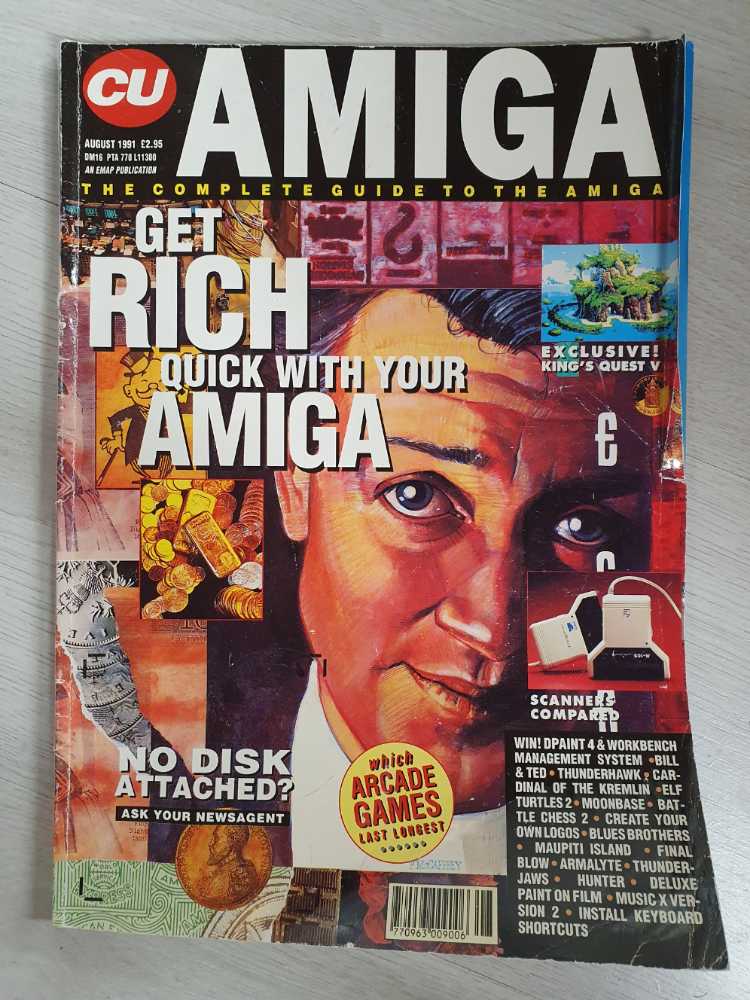 CU
AMIGA
AUGUST 1991 £2.95
DM16 PTA 770 L11300
AN EMAP PUBLICATION
THE COMPLETE GUIDE TO THE AMIGA
GET
RICH
QUICK WITH YOUR
AMIGA
EXCLUSIVE!
KING'S QUEST V
£
SCANNERS
COMPARED
NO DISK
ATTACHED?
ASK YOUR NEWSAGENT
which
ARCADE
GAMES
LAST LONGEST
WIN! DPAINT 4 & WORKBENCH
MANAGEMENT SYSTEM • BILL
& TED • THUNDERHAWK • CAR-
DINAL OF THE KREMLIN • ELF
TURTLES 2 • MOONBASE • BAT-
TLE CHESS 2 • CREATE YOUR
OWN LOGOS • BLUES BROTHERS
• MAUPITI ISLAND • FINAL
BLOW • ARMALYTE • THUNDER-
JAWS • HUNTER • DELUXE
PAINT ON FILM • MUSIC X VER-
SION 2 • INSTALL KEYBOARD
SHORTCUTS
9 770963 009006